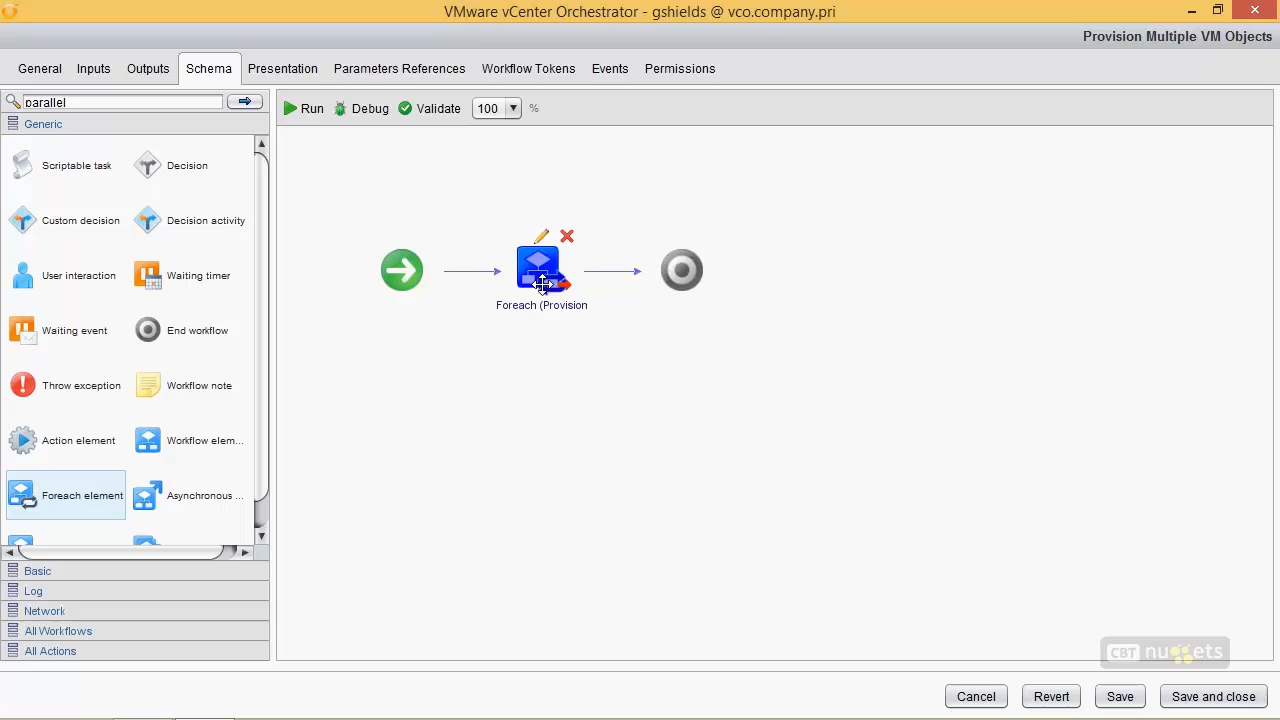 VMware vCenter Orchestrator - gshields @ vco.company.pri
Provision Multiple VM Objects
General Inputs Outputs Schema Presentation Parameters References Workflow Tokens Events Permissions
parallel
Run Debug Validate 100 %
Generic
Scriptable task Decision
Custom decision Decision activity
User interaction Waiting timer
Waiting event End workflow
Throw exception Workflow note
Action element Workflow elem...
Foreach element Asynchronous ...
Foreach (Provision
Basic
Log
Network
All Workflows
All Actions
CBT nuggets
Cancel Revert Save Save and close